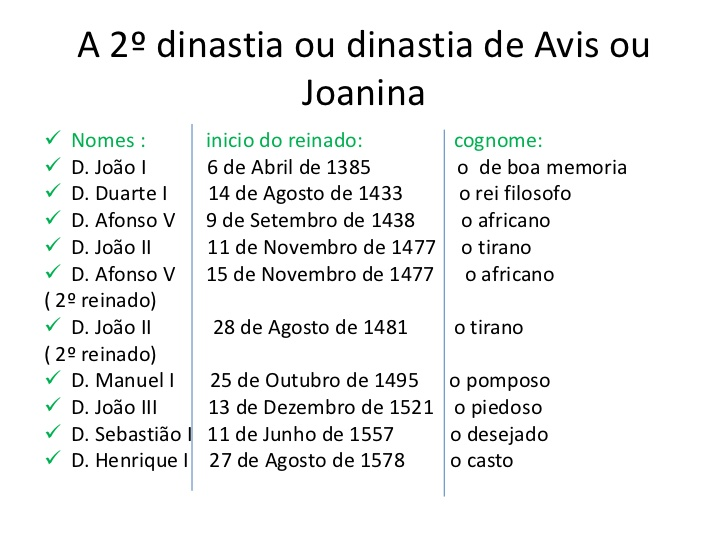 A 2º dinastia ou dinastia de Avis ou
Joanina
✓ Nomes : inicio do reinado: cognome:
✓ D. João I 6 de Abril de 1385 o de boa memoria
✓ D. Duarte I 14 de Agosto de 1433 o rei filosofo
✓ D. Afonso V 9 de Setembro de 1438 o africano
✓ D. João II 11 de Novembro de 1477 o tirano
✓ D. Afonso V 15 de Novembro de 1477 o africano
( 2º reinado)
✓ D. João II 28 de Agosto de 1481 o tirano
( 2º reinado)
✓ D. Manuel I 25 de Outubro de 1495 o pomposo
✓ D. João III 13 de Dezembro de 1521 o piedoso
✓ D. Sebastião I 11 de Junho de 1557 o desejado
✓ D. Henrique I 27 de Agosto de 1578 o casto